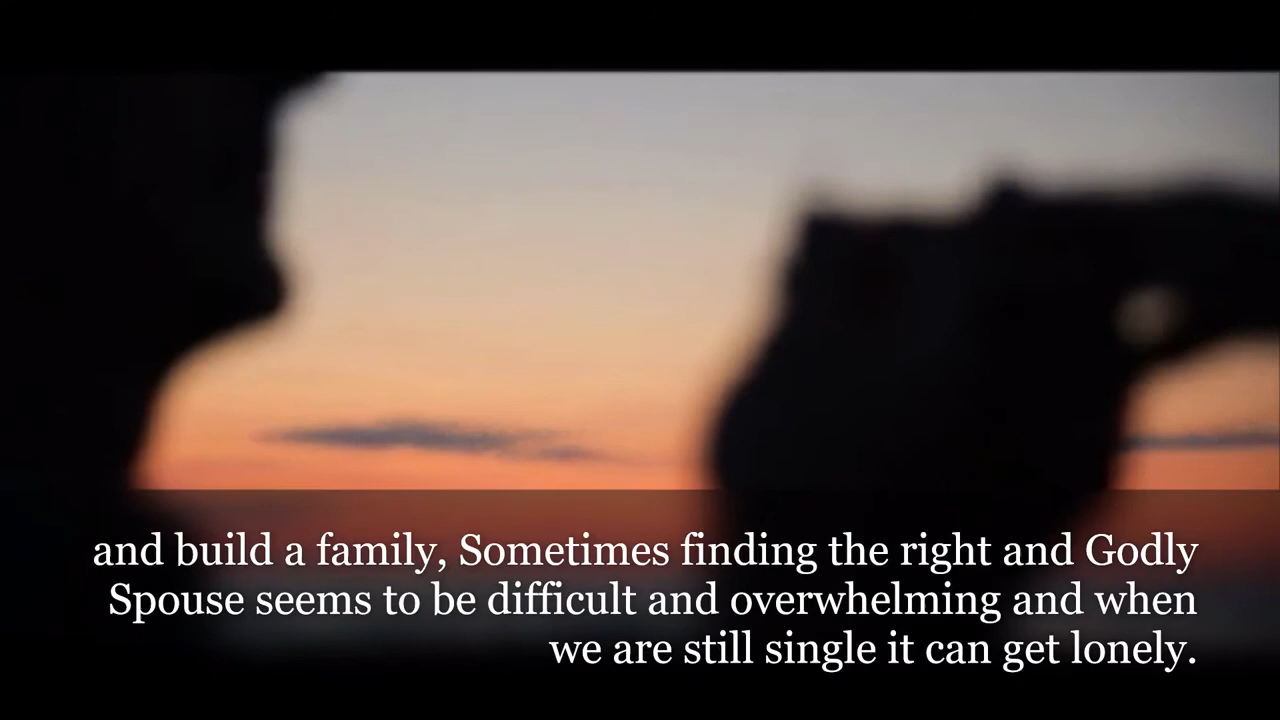 and build a family, Sometimes finding the right and Godly
Spouse seems to be difficult and overwhelming and when
we are still single it can get lonely.